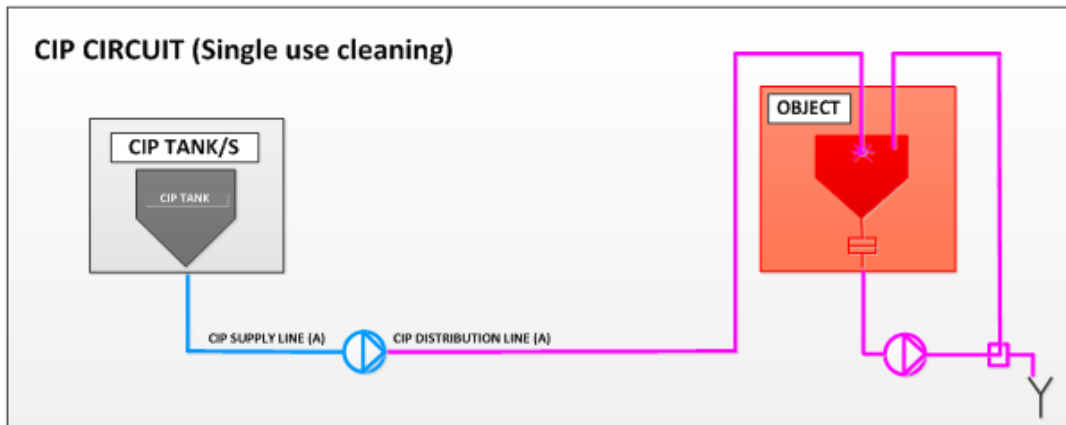 CIP CIRCUIT (Single use cleaning)
OBJECT
CIP TANK/S
CIP TANK
CIP SUPPLY LINE (A)
CIP DISTRIBUTION LINE (A)